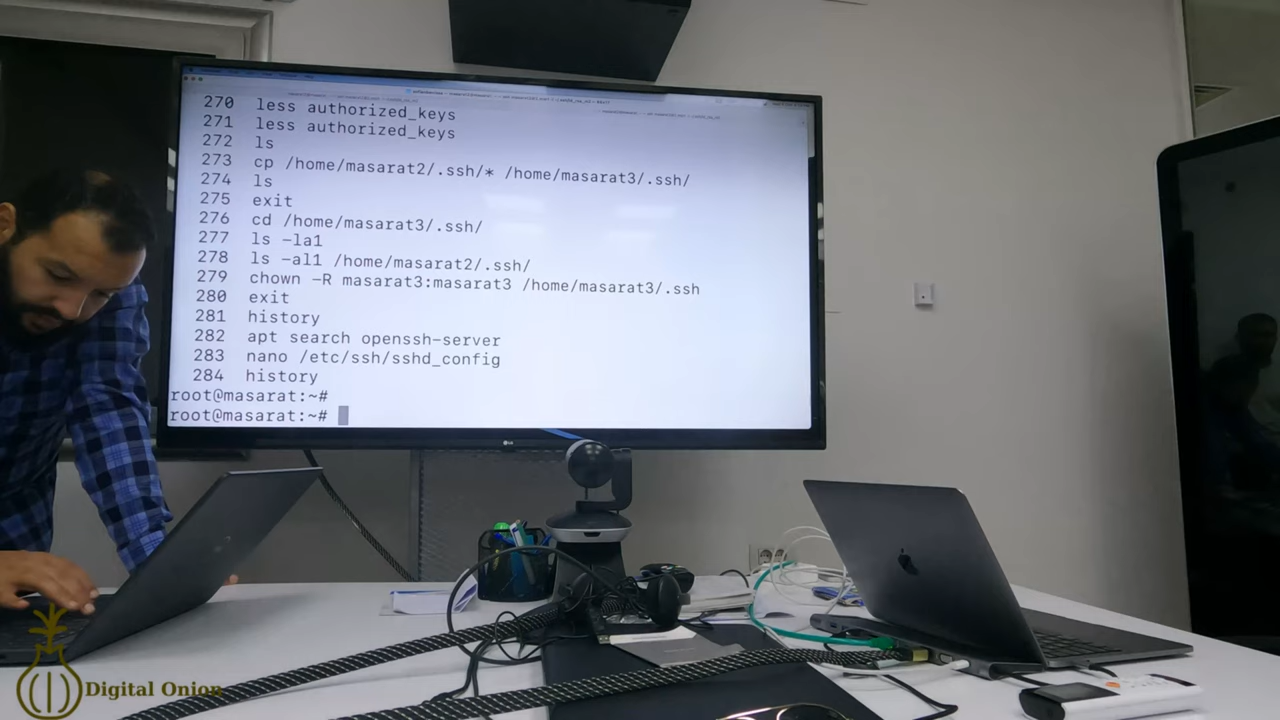 270 less authorized_keys
271 less authorized_keys
272 ls
273 cp /home/masarat2/.ssh/* /home/masarat3/.ssh/
274 ls
275 exit
276 cd /home/masarat3/.ssh/
277 ls -la1
278 ls -al1 /home/masarat2/.ssh/
279 chown -R masarat3:masarat3 /home/masarat3/.ssh
280 exit
281 history
282 apt search openssh-server
283 nano /etc/ssh/sshd_config
284 history
root@masarat:~#
root@masarat:~#
LG
Digital Onion